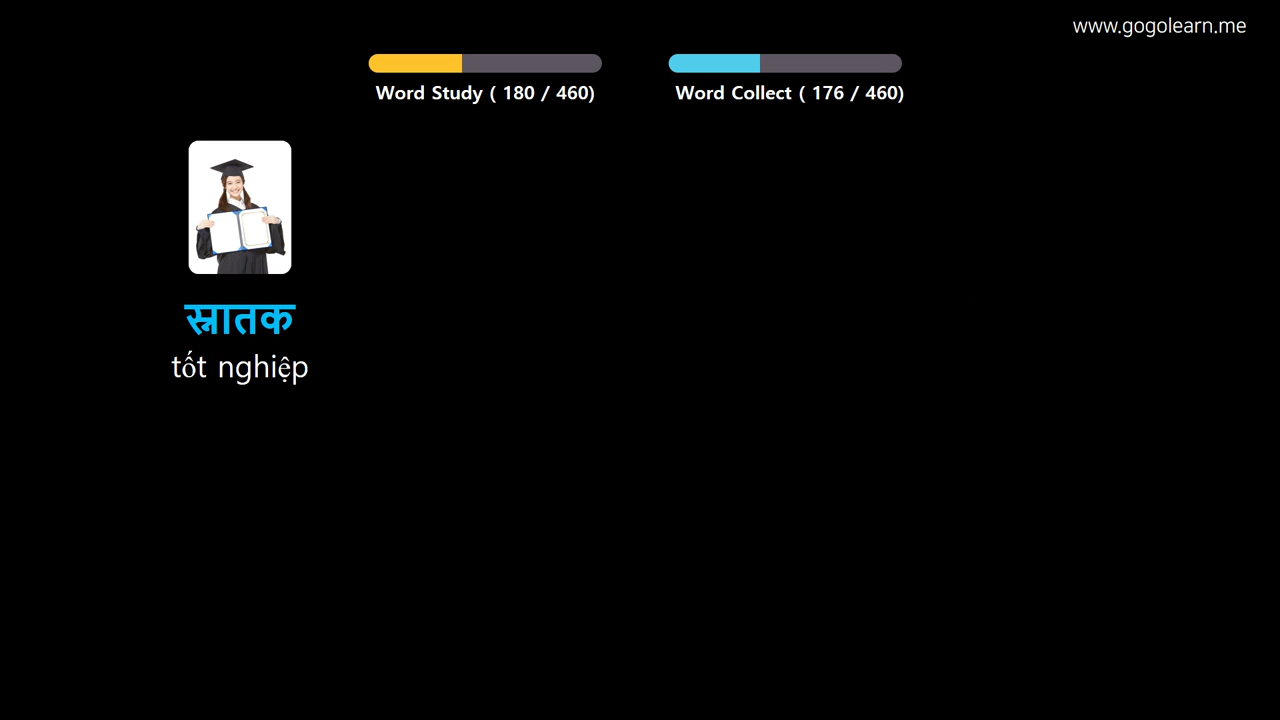 www.gogolearn.me
Word Study ( 180 / 460)
Word Collect ( 176 / 460)
स्नातक
tốt nghiệp